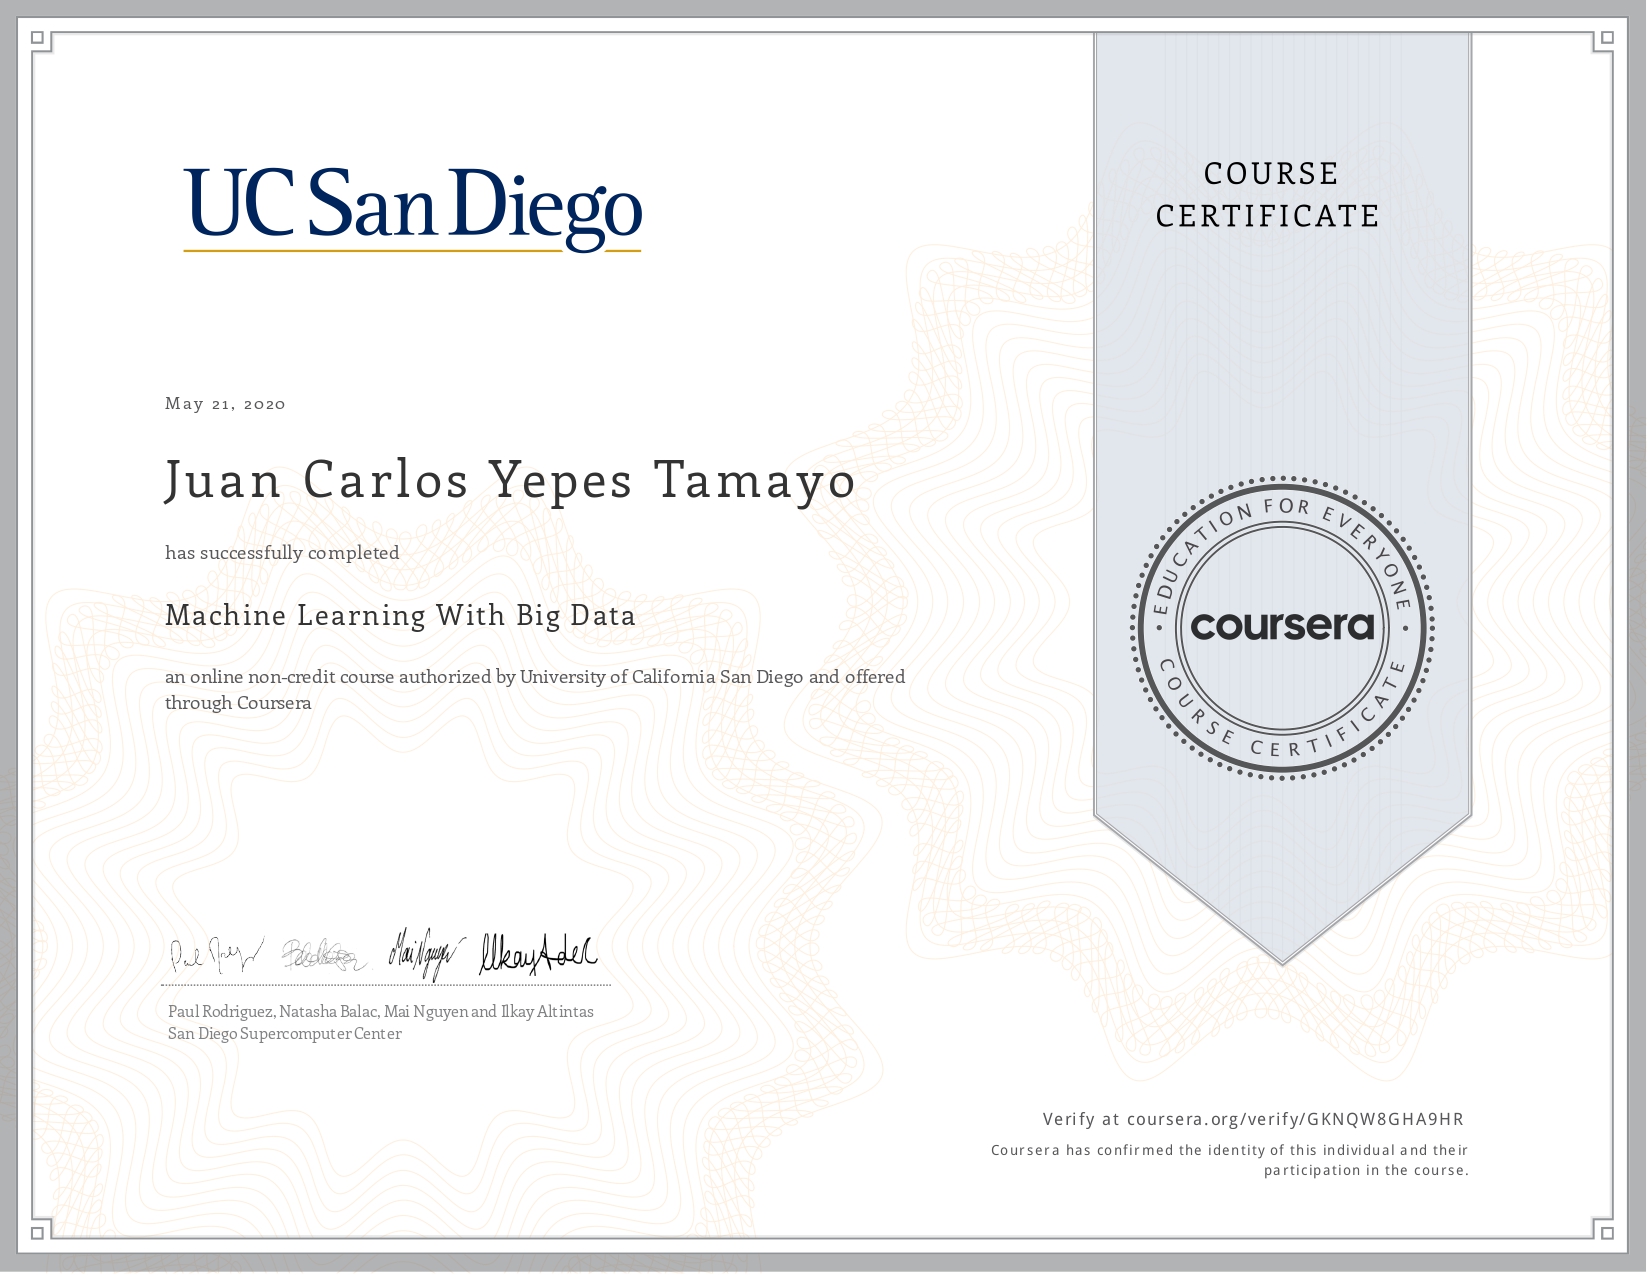 UC San Diego
COURSE
CERTIFICATE
May 21, 2020
Juan Carlos Yepes Tamayo
has successfully completed
Machine Learning With Big Data
an online non-credit course authorized by University of California San Diego and offered
through Coursera
EDUCATION FOR EVERYONE
coursera
COURSE CERTIFICATE
Paul Rodriguez, Natasha Balac, Mai Nguyen and Ilkay Altintas
San Diego Supercomputer Center
Verify at coursera.org/verify/GKNQW8GHA9HR
Coursera has confirmed the identity of this individual and their
participation in the course.